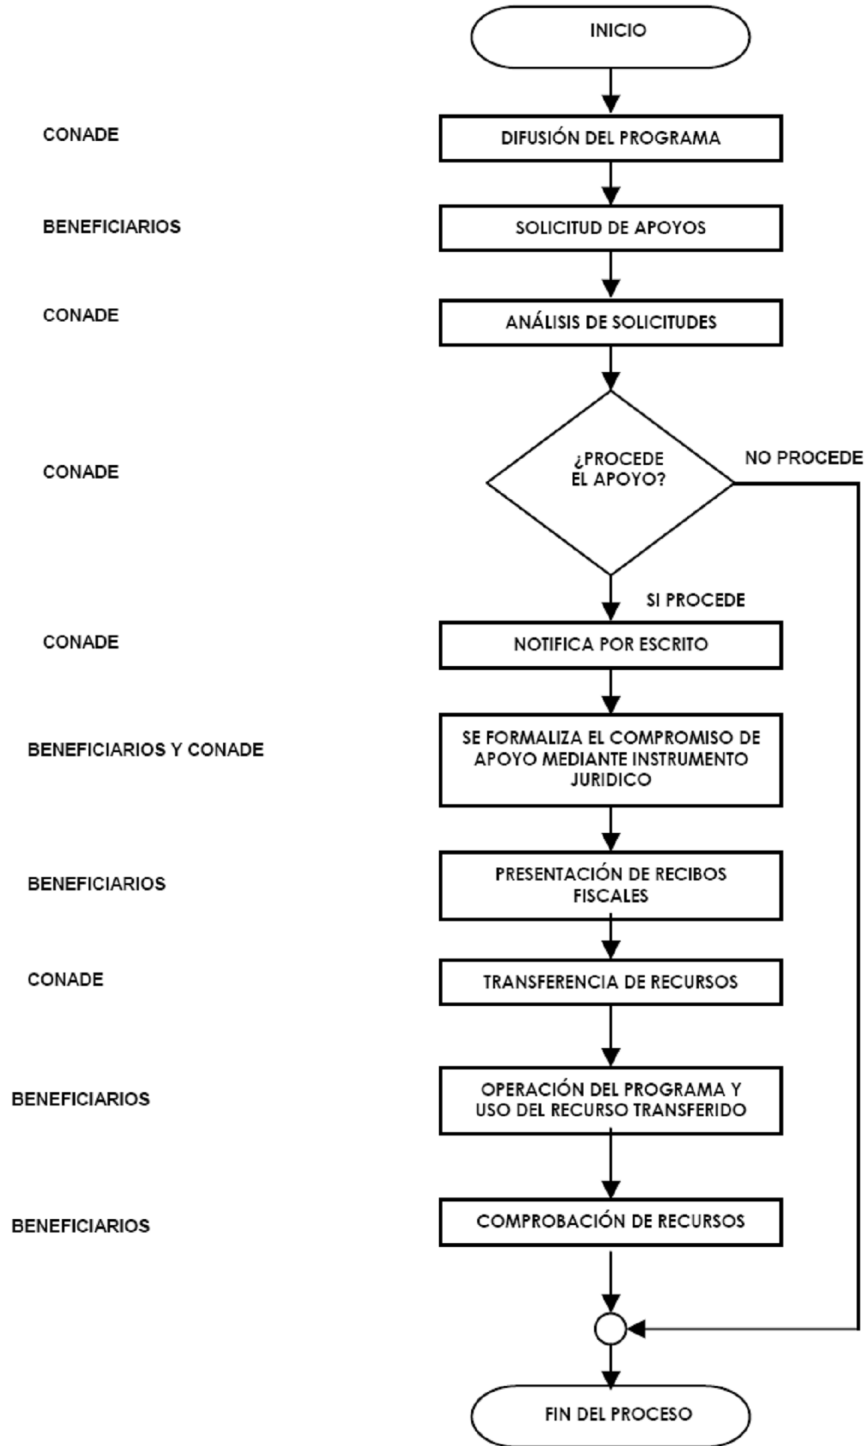 INICIO
CONADE
DIFUSIÓN DEL PROGRAMA
BENEFICIARIOS
SOLICITUD DE APOYOS
CONADE
ANÁLISIS DE SOLICITUDES
CONADE
¿PROCEDE
EL APOYO?
NO PROCEDE
SI PROCEDE
CONADE
NOTIFICA POR ESCRITO
BENEFICIARIOS Y CONADE
SE FORMALIZA EL COMPROMISO DE
APOYO MEDIANTE INSTRUMENTO
JURIDICO
BENEFICIARIOS
PRESENTACIÓN DE RECIBOS
FISCALES
CONADE
TRANSFERENCIA DE RECURSOS
BENEFICIARIOS
OPERACIÓN DEL PROGRAMA Y
USO DEL RECURSO TRANSFERIDO
BENEFICIARIOS
COMPROBACIÓN DE RECURSOS
FIN DEL PROCESO